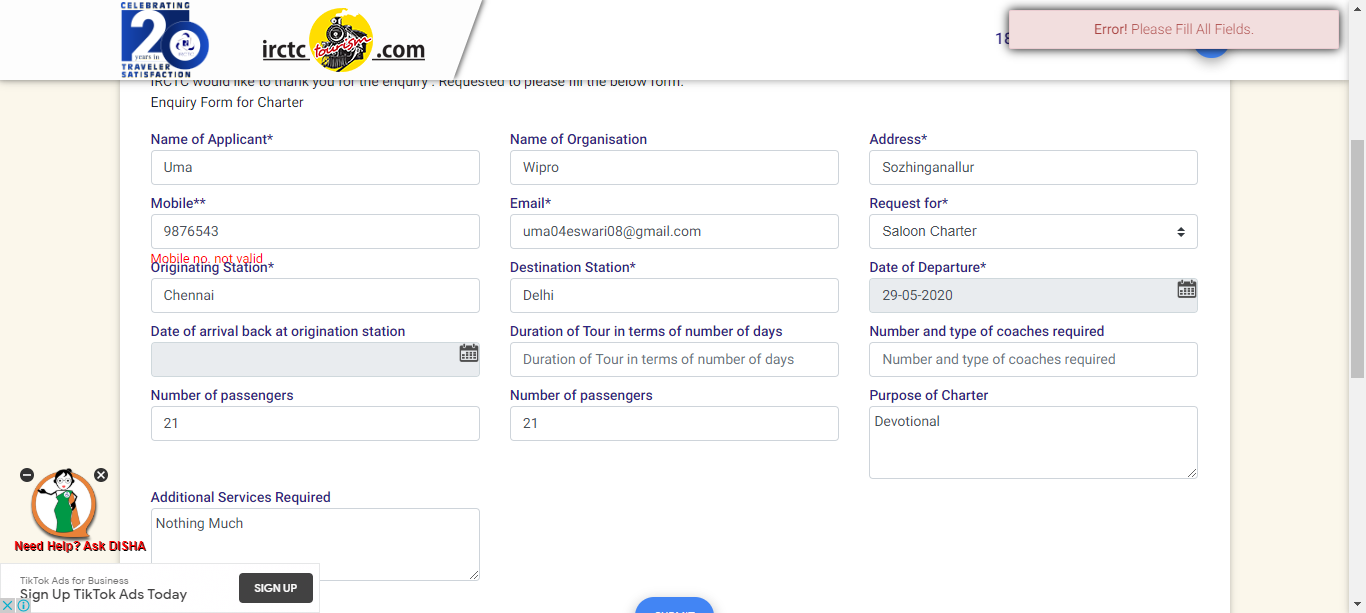 CELEBRATING
20
years in
TRAVELER
SATISFACTION
irctc tourism .com
18
Error! Please Fill All Fields.
IRCTC would like to thank you for the enquiry . Requested to please fill the below form.
Enquiry Form for Charter
Name of Applicant* Name of Organisation Address*
Uma Wipro Sozhinganallur
Mobile** Email* Request for*
9876543 uma04eswari08@gmail.com Saloon Charter
Mobile no. not valid
Originating Station* Destination Station* Date of Departure*
Chennai Delhi 29-05-2020
Date of arrival back at origination station Duration of Tour in terms of number of days Number and type of coaches required
Duration of Tour in terms of number of days Number and type of coaches required
Number of passengers Number of passengers Purpose of Charter
21 21 Devotional
Additional Services Required
Nothing Much
Need Help? Ask DISHA
TikTok Ads for Business
Sign Up TikTok Ads Today
SIGN UP